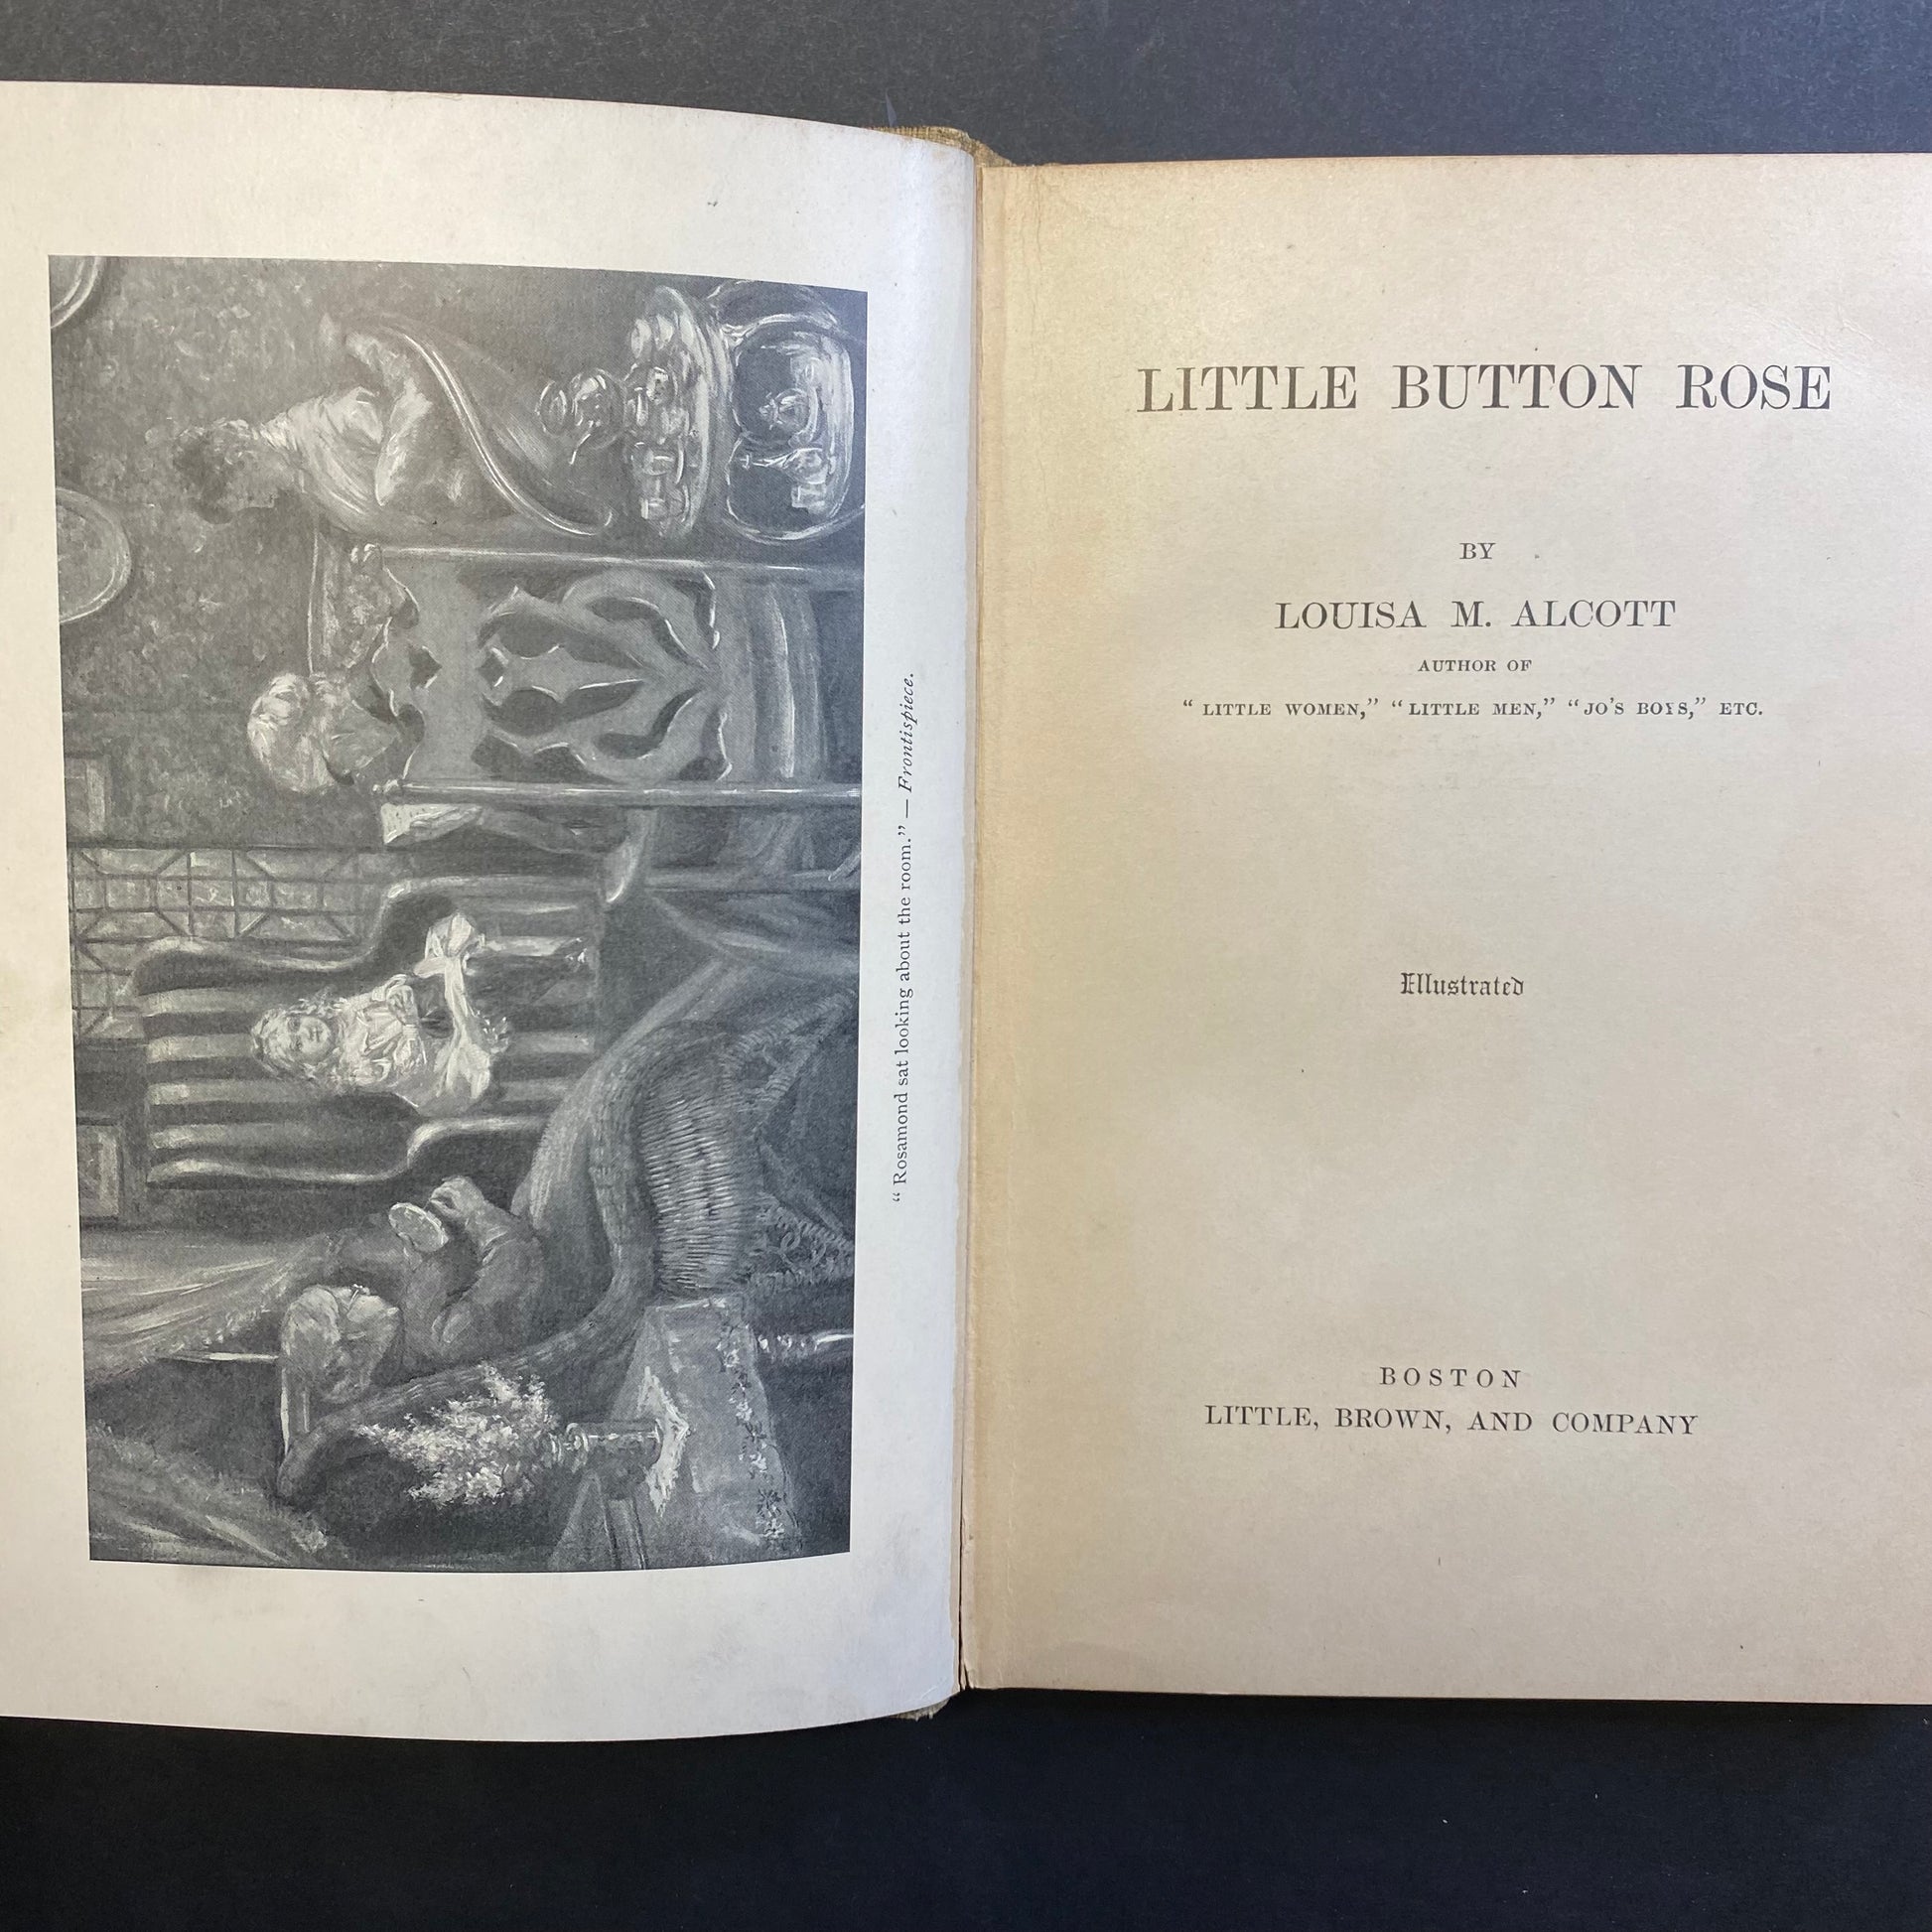 “ Rosamond sat looking about the room.” — Frontispiece.
LITTLE BUTTON ROSE
BY
LOUISA M. ALCOTT
AUTHOR OF
“ LITTLE WOMEN,” “ LITTLE MEN,” “ JO'S BOYS,” ETC.
Illustrated
BOSTON
LITTLE, BROWN, AND COMPANY